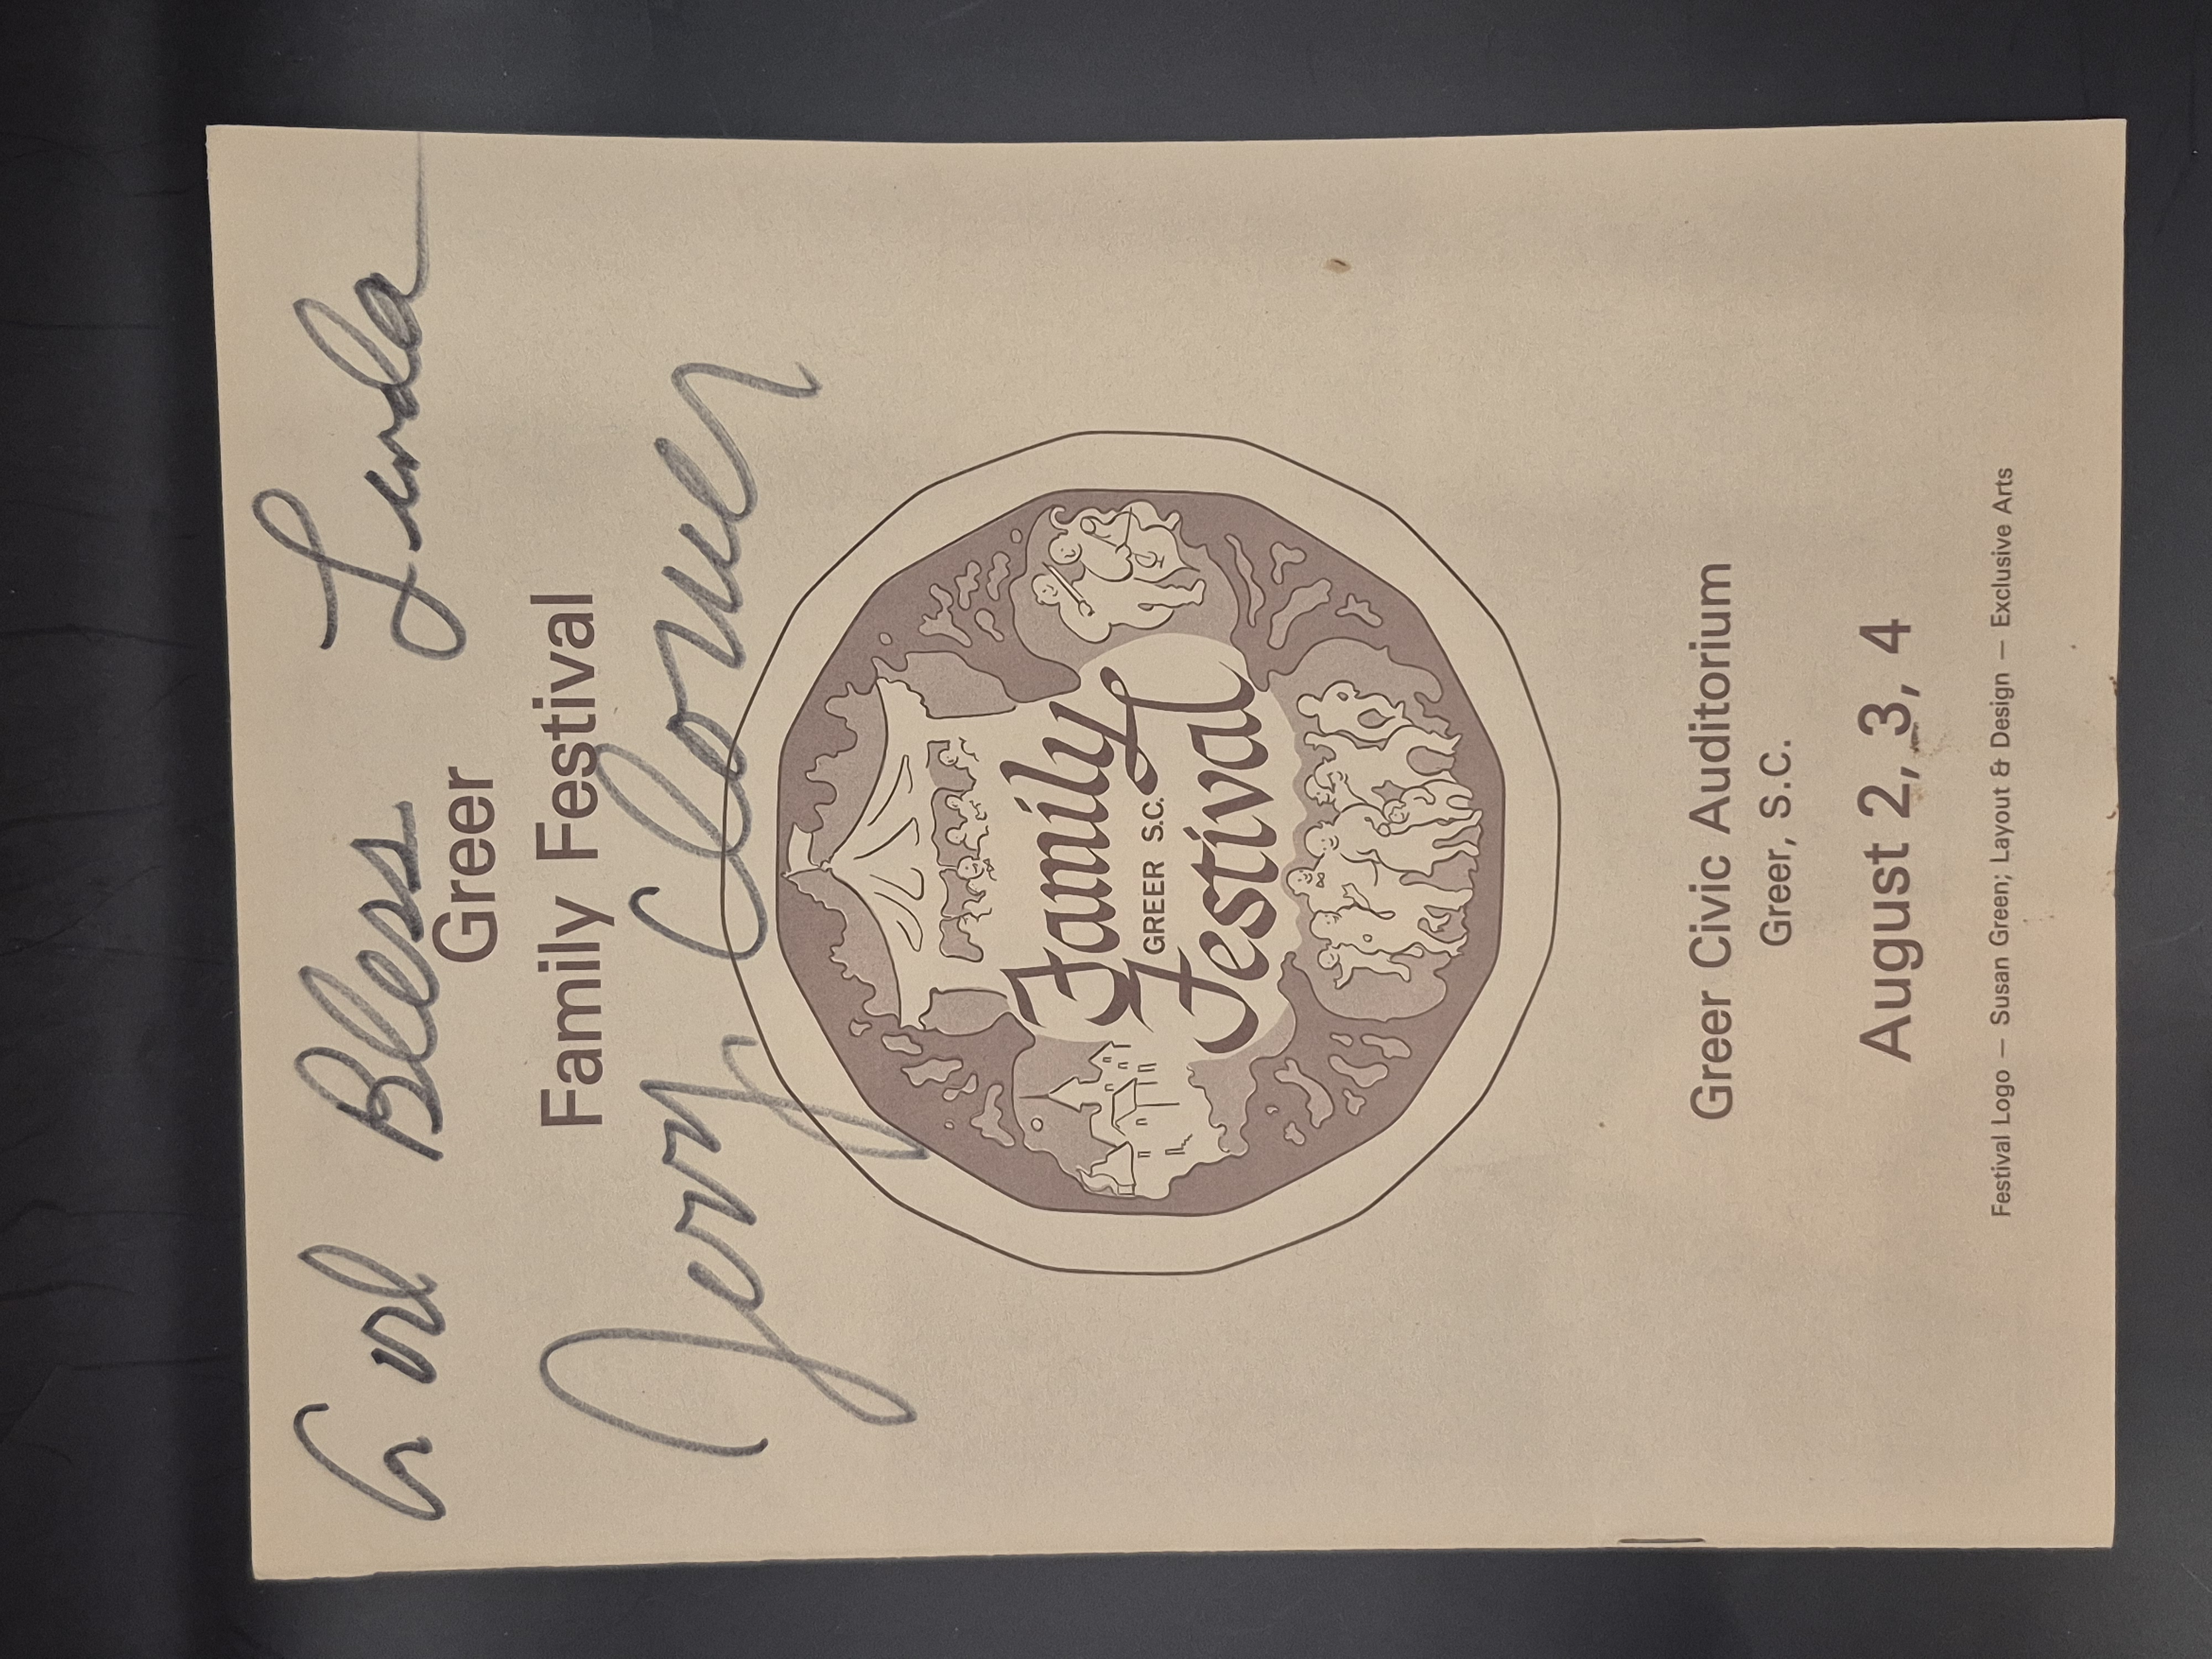 God Bless Linda
Greer
Family Festival
Jerry Clower
Family
GREER S.C.
Festival
Greer Civic Auditorium
Greer, S.C.
August 2, 3, 4
Festival Logo — Susan Green; Layout & Design — Exclusive Arts